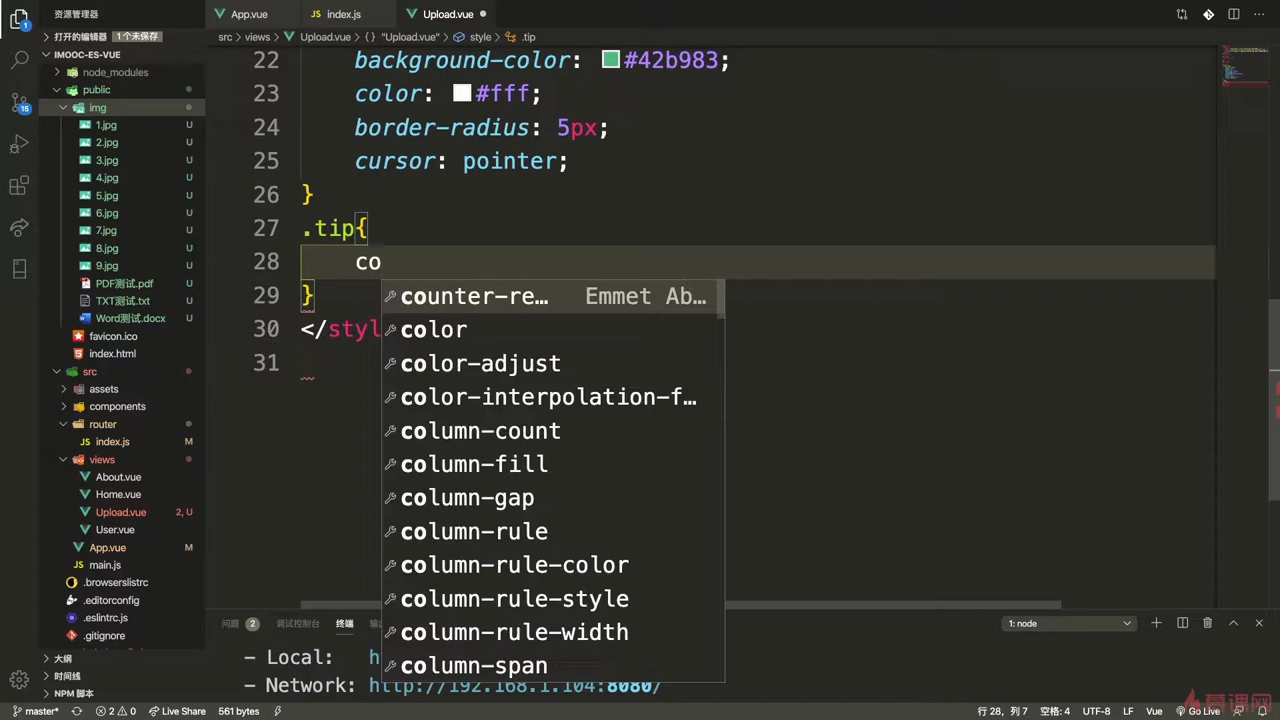 资源管理器
App.vue
index.js
Upload.vue
打开的编辑器 1个未保存
src views Upload.vue {} "Upload.vue" style .tip
IMOOC-ES-VUE
node_modules
public
img
1.jpg U
2.jpg U
3.jpg U
4.jpg U
5.jpg U
6.jpg U
7.jpg U
8.jpg U
9.jpg U
PDF测试.pdf U
TXT测试.txt U
Word测试.docx U
favicon.ico
index.html
src
assets
components
router
index.js M
views
About.vue
Home.vue
Upload.vue 2, U
User.vue
App.vue M
main.js
.browserslistrc
.editorconfig
.eslintrc.js
.gitignore
大纲
时间线
NPM 脚本
22 background-color: #42b983;
23 color: #fff;
24 border-radius: 5px;
25 cursor: pointer;
26 }
27 .tip{
28 co
29 }
30 </styl
31
counter-re… Emmet Ab…
color
color-adjust
color-interpolation-f…
column-count
column-fill
column-gap
column-rule
column-rule-color
column-rule-style
column-rule-width
column-span
问题 2 调试控制台 终端
1: node
- Local: h
- Network: http://192.168.1.104:8080/
1
15
master* 2 0 Live Share 561 bytes
行 28，列 7 空格: 4 UTF-8 LF Vue Go Live
慕课网